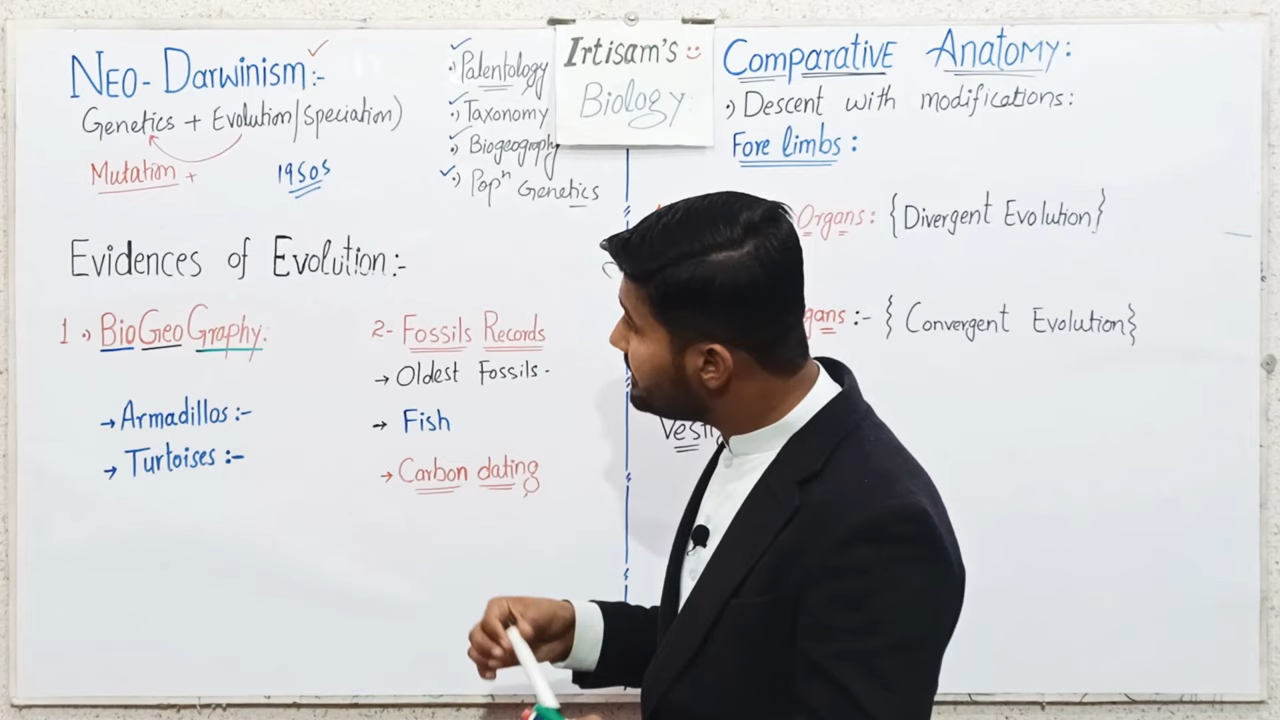 NEO-DARWINISM:-
Genetics + Evolution/Speciation)
Mutation +
1950s
•) Palentology
•) Taxonomy
•) Biogeography
•) Popⁿ Genetics
Evidences of Evolution:-
1 •) BioGeoGraphy:
→ Armadillos:-
→ Turtoises:-
2- Fossils Records
→ Oldest Fossils-
→ Fish
→ Carbon dating
Irtisam's
Biology:
COMPARATIVE ANATOMY:
•) Descent with modifications:
Fore limbs:
Organs: {Divergent Evolution}
:- { Convergent Evolution}